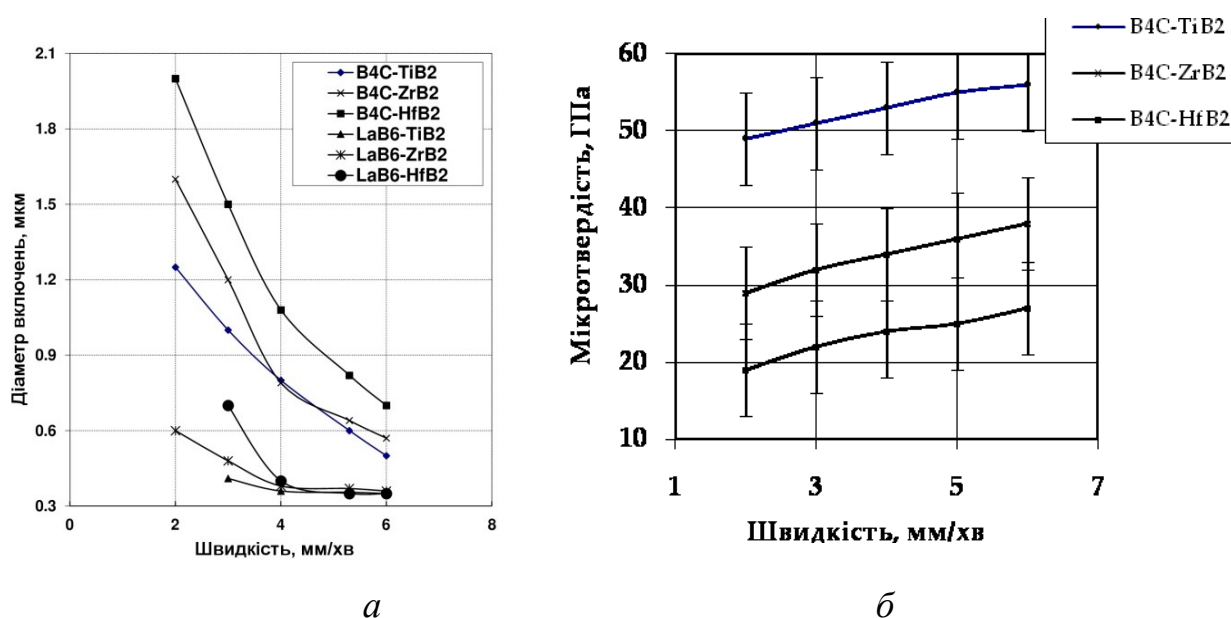 2.1
1.8
1.5
1.2
0.9
0.6
0.3
0
2
4
6
8
Діаметр включень, мкм
Швидкість, мм/хв
B4C-TiB2
B4C-ZrB2
B4C-HfB2
LaB6-TiB2
LaB6-ZrB2
LaB6-HfB2
а
60
50
40
30
20
10
1
3
5
7
Мікротвердість, ГПа
Швидкість, мм/хв
B4C-TiB2
B4C-ZrB2
B4C-HfB2
б